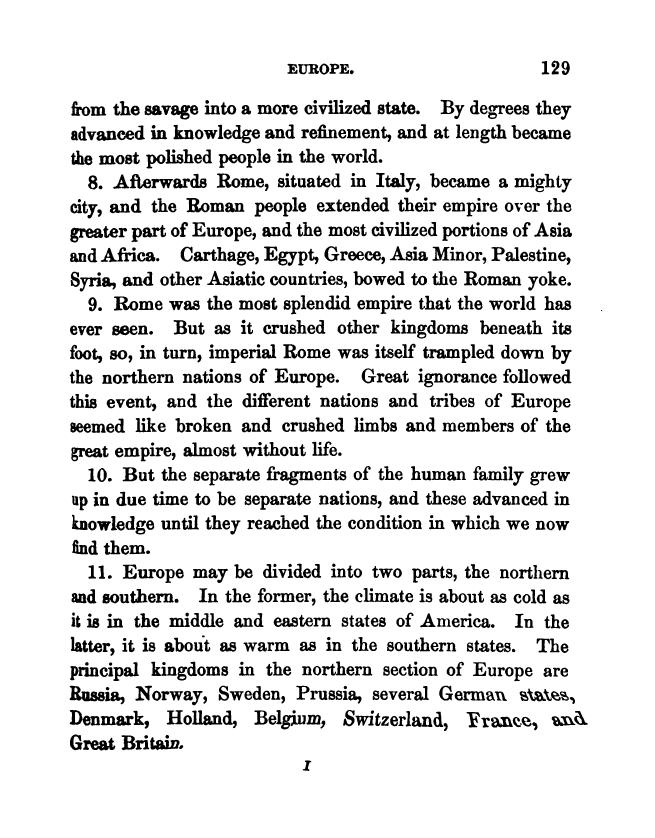 EUROPE. 129
from the savage into a more civilized state. By degrees they
advanced in knowledge and refinement, and at length became
the most polished people in the world.
8. Afterwards Rome, situated in Italy, became a mighty
city, and the Roman people extended their empire over the
greater part of Europe, and the most civilized portions of Asia
and Africa. Carthage, Egypt, Greece, Asia Minor, Palestine,
Syria, and other Asiatic countries, bowed to the Roman yoke.
9. Rome was the most splendid empire that the world has
ever seen. But as it crushed other kingdoms beneath its
foot, so, in turn, imperial Rome was itself trampled down by
the northern nations of Europe. Great ignorance followed
this event, and the different nations and tribes of Europe
seemed like broken and crushed limbs and members of the
great empire, almost without life.
10. But the separate fragments of the human family grew
up in due time to be separate nations, and these advanced in
knowledge until they reached the condition in which we now
find them.
11. Europe may be divided into two parts, the northern
and southern. In the former, the climate is about as cold as
it is in the middle and eastern states of America. In the
latter, it is about as warm as in the southern states. The
principal kingdoms in the northern section of Europe are
Russia, Norway, Sweden, Prussia, several German states,
Denmark, Holland, Belgium, Switzerland, France, and
Great Britain.
I